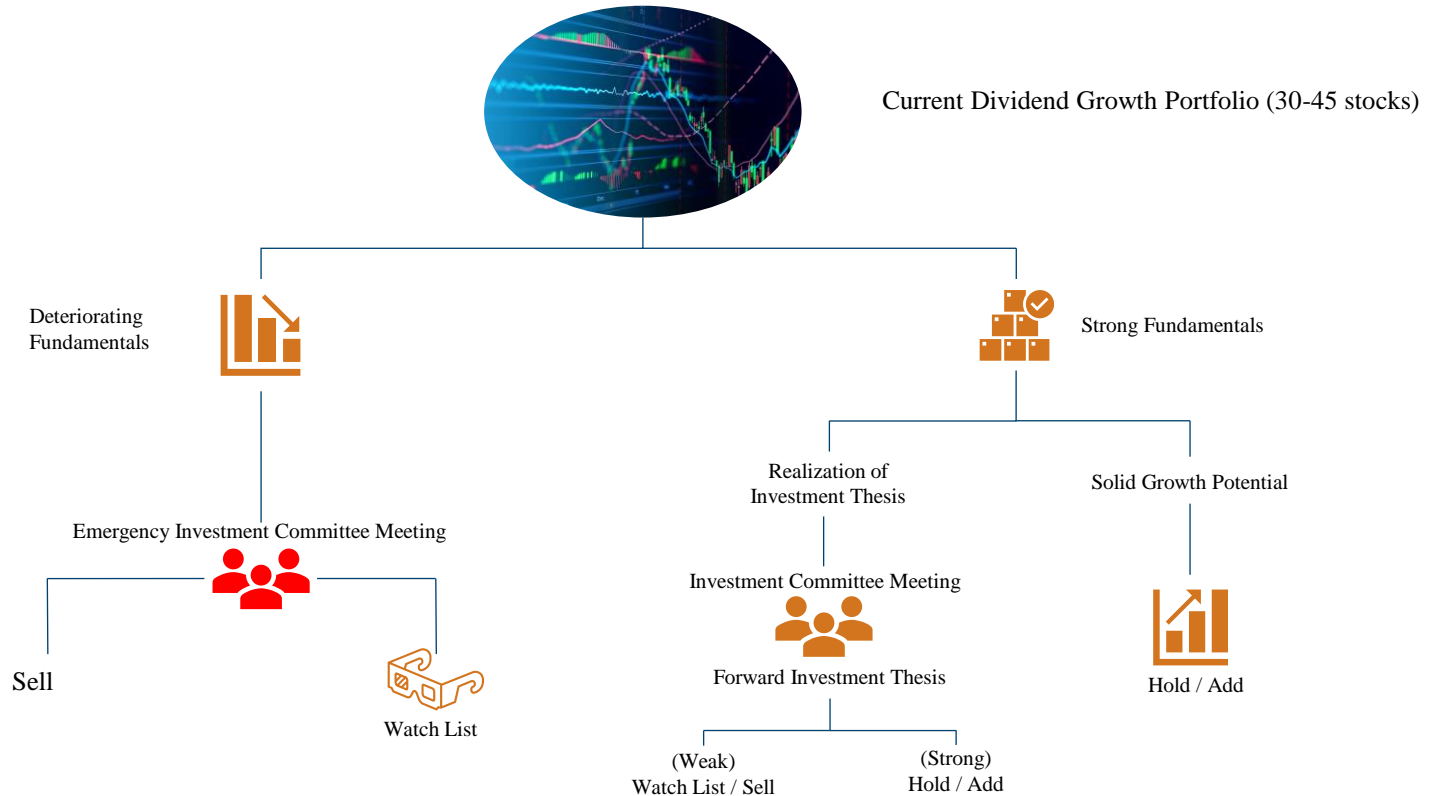 Current Dividend Growth Portfolio (30-45 stocks)
Deteriorating
Fundamentals
Strong Fundamentals
Realization of
Investment Thesis
Solid Growth Potential
Emergency Investment Committee Meeting
Investment Committee Meeting
Sell
Watch List
Forward Investment Thesis
Hold / Add
(Weak)
Watch List / Sell
(Strong)
Hold / Add